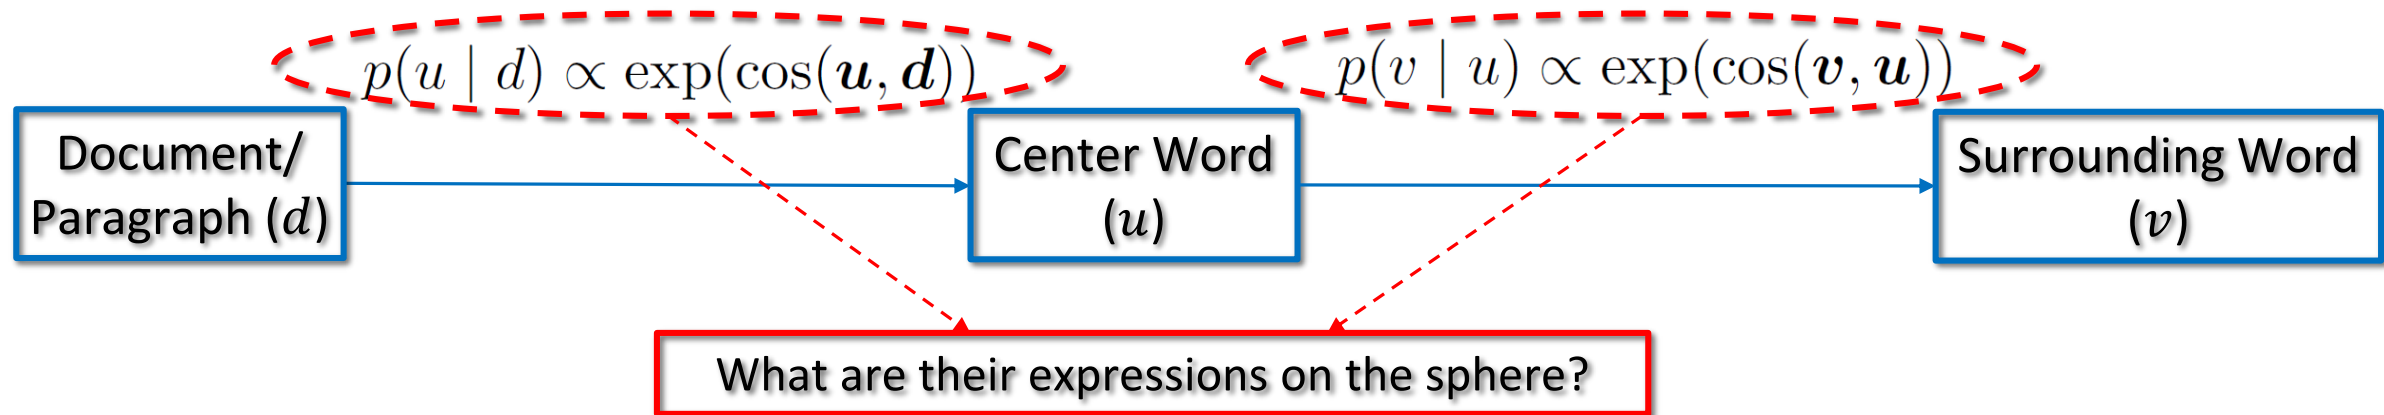 p(u | d) ∝ exp(cos(u, d))
p(v | u) ∝ exp(cos(v, u))
Document/
Paragraph (d)
Center Word
(u)
Surrounding Word
(v)
What are their expressions on the sphere?